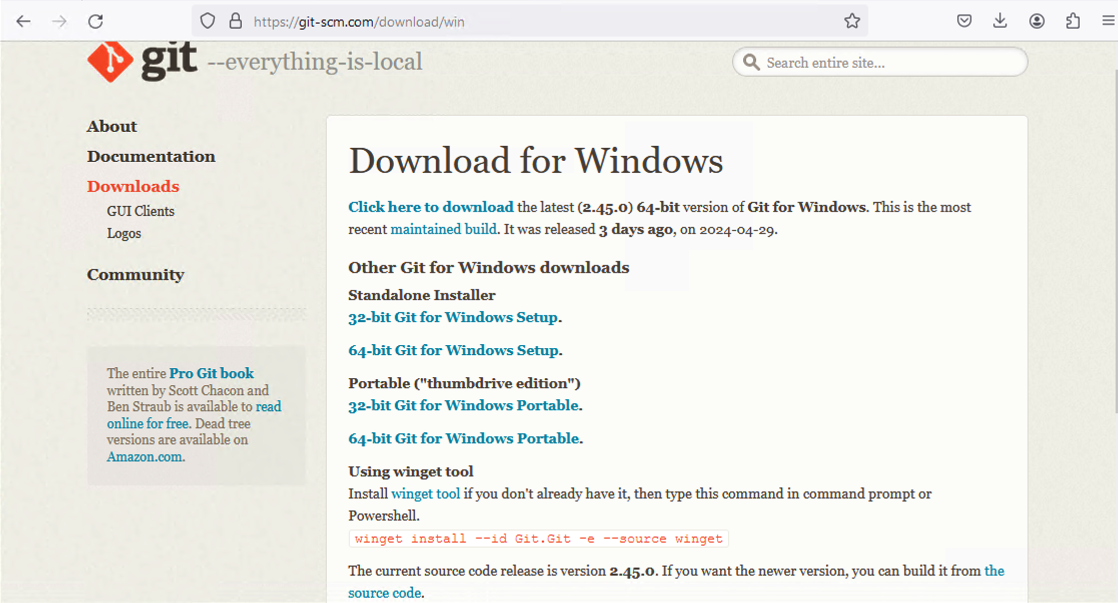 https://git-scm.com/download/win
git --everything-is-local
Search entire site...
About
Documentation
Downloads
GUI Clients
Logos
Community
The entire Pro Git book
written by Scott Chacon and
Ben Straub is available to read
online for free. Dead tree
versions are available on
Amazon.com.
Download for Windows
Click here to download the latest (2.45.0) 64-bit version of Git for Windows. This is the most
recent maintained build. It was released 3 days ago, on 2024-04-29.
Other Git for Windows downloads
Standalone Installer
32-bit Git for Windows Setup.
64-bit Git for Windows Setup.
Portable ("thumbdrive edition")
32-bit Git for Windows Portable.
64-bit Git for Windows Portable.
Using winget tool
Install winget tool if you don't already have it, then type this command in command prompt or
Powershell.
winget install --id Git.Git -e --source winget
The current source code release is version 2.45.0. If you want the newer version, you can build it from the
source code.